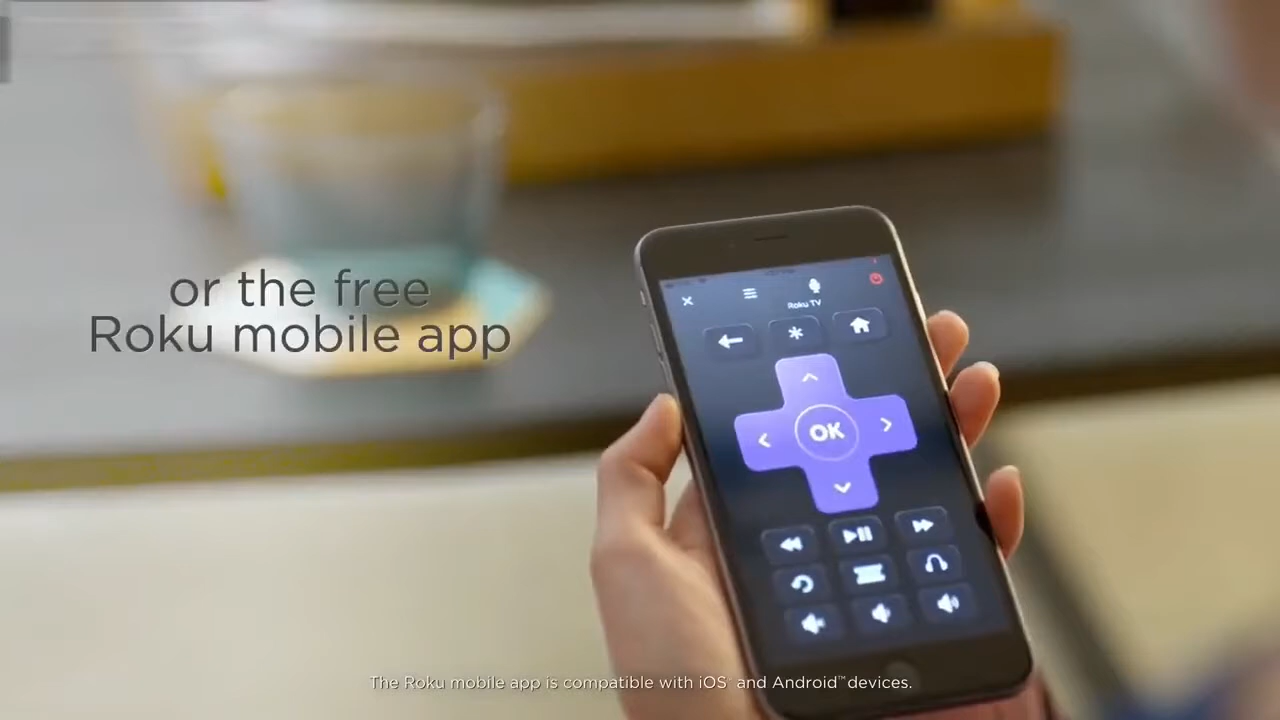 or the free
Roku mobile app
Roku TV
OK
The Roku mobile app is compatible with iOS and Android™ devices.